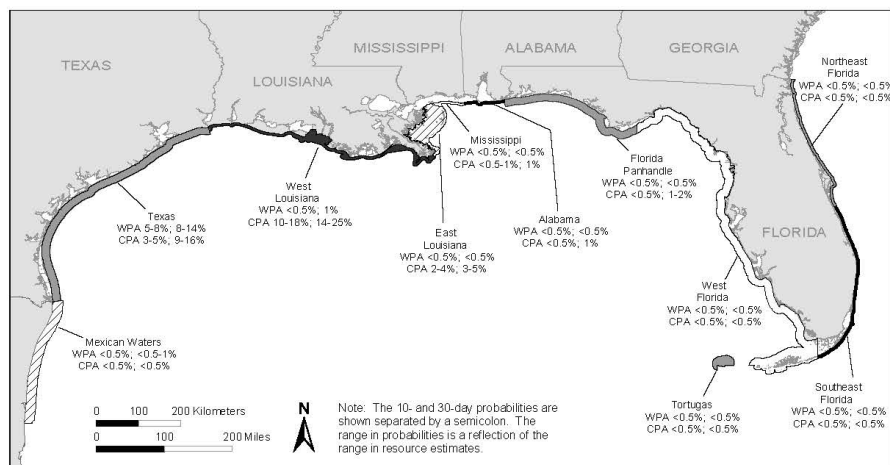 TEXAS
LOUISIANA
MISSISSIPPI
ALABAMA
GEORGIA
FLORIDA
Northeast
Florida
WPA <0.5%; <0.5%
CPA <0.5%; <0.5%
Mississippi
WPA <0.5%; <0.5%
CPA <0.5-1%; 1%
Florida
Panhandle
WPA <0.5%; <0.5%
CPA <0.5%; 1-2%
West
Louisiana
WPA <0.5%; 1%
CPA 10-18%; 14-25%
Texas
WPA 5-8%; 8-14%
CPA 3-5%; 9-16%
East
Louisiana
WPA <0.5%; <0.5%
CPA 2-4%; 3-5%
Alabama
WPA <0.5%; <0.5%
CPA <0.5%; 1%
West
Florida
WPA <0.5%; <0.5%
CPA <0.5%; <0.5%
Mexican Waters
WPA <0.5%; <0.5-1%
CPA <0.5%; <0.5%
Tortugas
WPA <0.5%; <0.5%
CPA <0.5%; <0.5%
Southeast
Florida
WPA <0.5%; <0.5%
CPA <0.5%; <0.5%
0 100 200 Kilometers
0 100 200 Miles
N
Note: The 10- and 30-day probabilities are
shown separated by a semicolon. The
range in probabilities is a reflection of the
range in resource estimates.